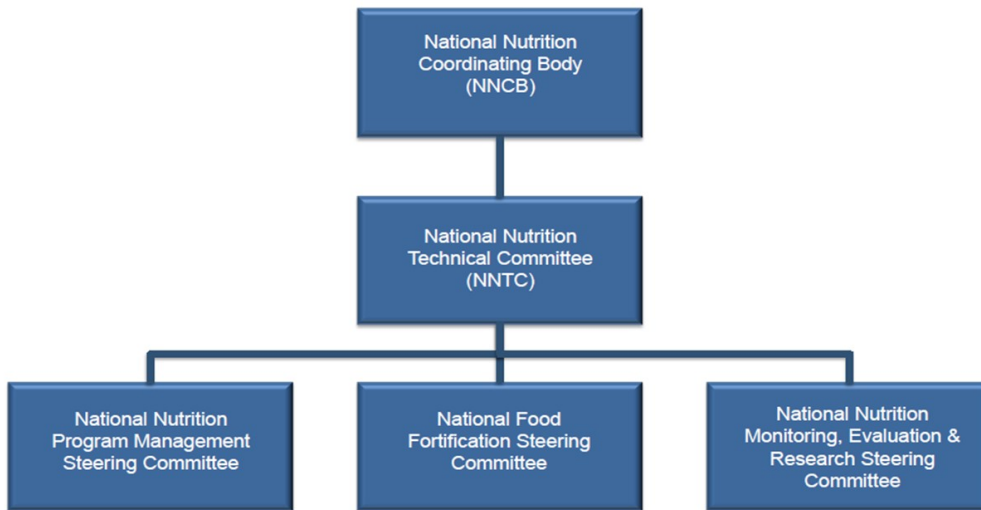 National Nutrition
Coordinating Body
(NNCB)
National Nutrition
Technical Committee
(NNTC)
National Nutrition
Program Management
Steering Committee
National Food
Fortification Steering
Committee
National Nutrition
Monitoring, Evaluation &
Research Steering
Committee